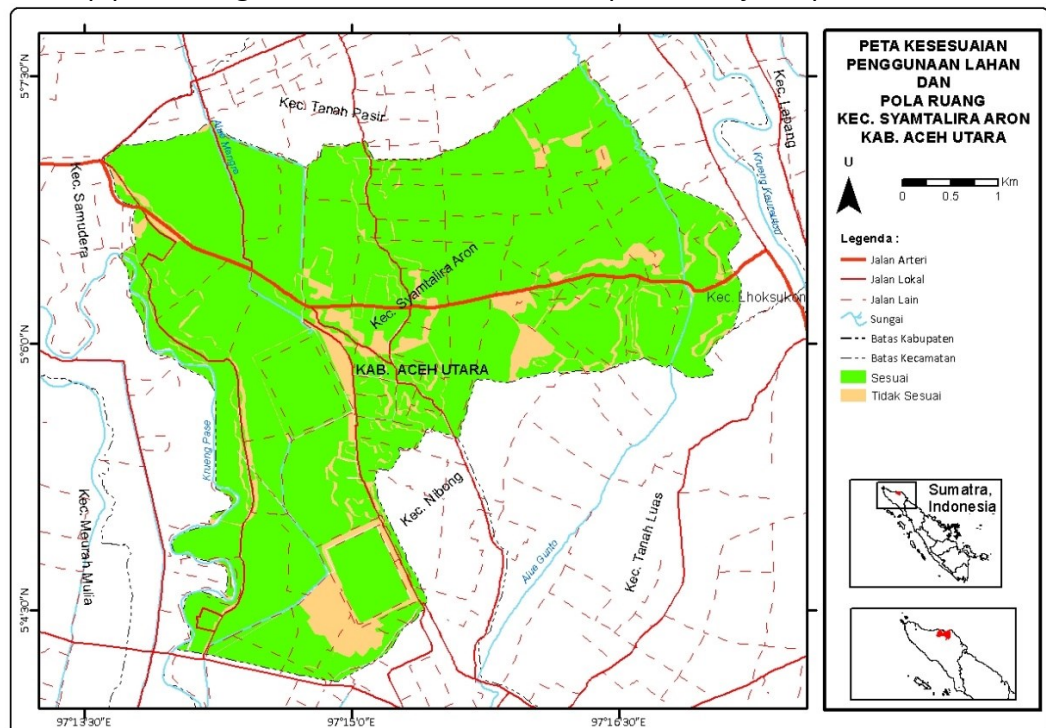 PETA KESESUAIAN
PENGGUNAAN LAHAN
DAN
POLA RUANG
KEC. SYAMTALIRA ARON
KAB. ACEH UTARA
U
0 0.5 1 Km
Legenda :
Jalan Arteri
Jalan Lokal
Jalan Lain
Sungai
Batas Kabupaten
Batas Kecamatan
Sesuai
Tidak Sesuai
Sumatra,
Indonesia
5°7'30"N
5°6'0"N
5°4'30"N
97°13'30"E
97°15'0"E
97°16'30"E
Kec. Tanah Pasir
Kec. Lapang
Kec. Samudera
Alue Mengre
Kec. Syamtalira Aron
Kec. Lhoksukon
KAB. ACEH UTARA
Krueng Pase
Kec. Meurah Mulia
Kec. Nibong
Alue Gunto
Kec. Tanah Luas